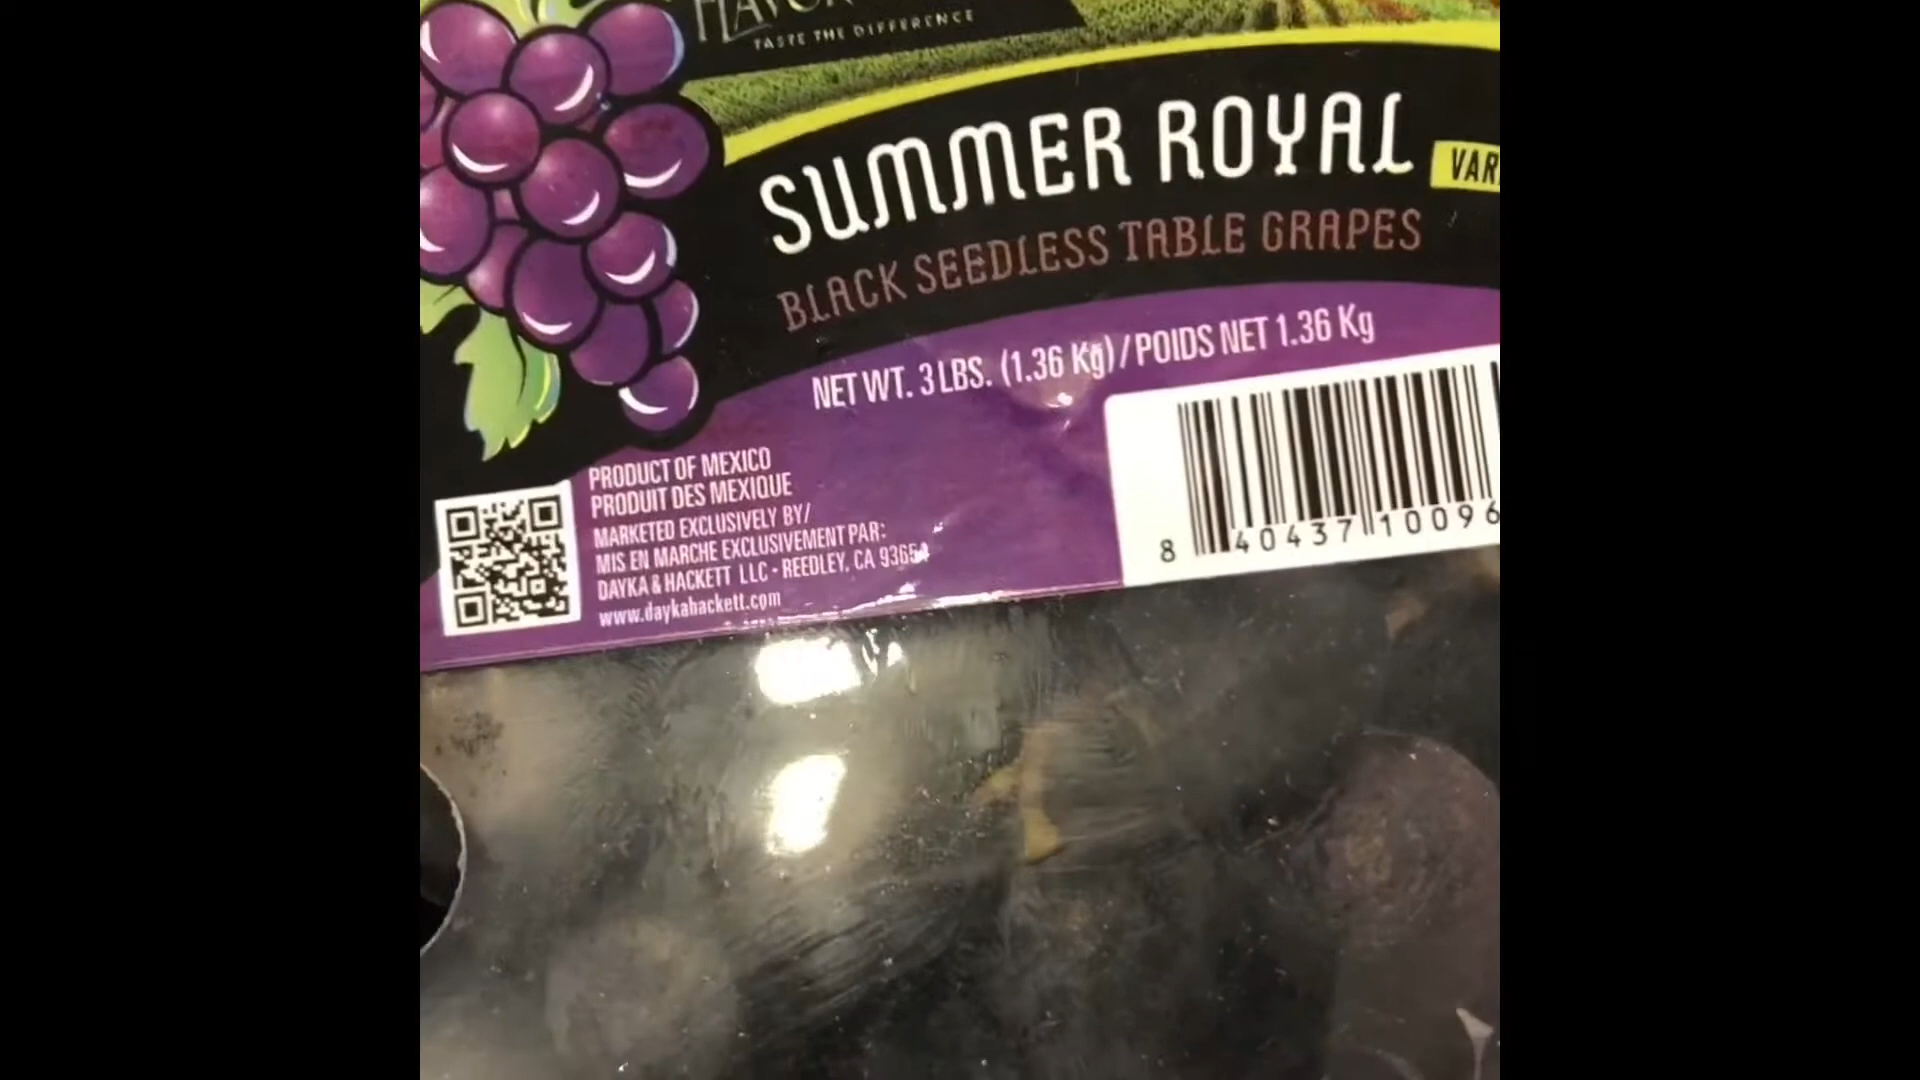 TASTE THE DIFFERENCE
SUMMER ROYAL
BLACK SEEDLESS TABLE GRAPES
NET WT. 3 LBS. (1.36 Kg) / POIDS NET 1.36 Kg
PRODUCT OF MEXICO
PRODUIT DES MEXIQUE
MARKETED EXCLUSIVELY BY/
MIS EN MARCHE EXCLUSIVEMENT PAR:
DAYKA & HACKETT LLC - REEDLEY, CA 93654
www.daykahackett.com
8 40437 10096